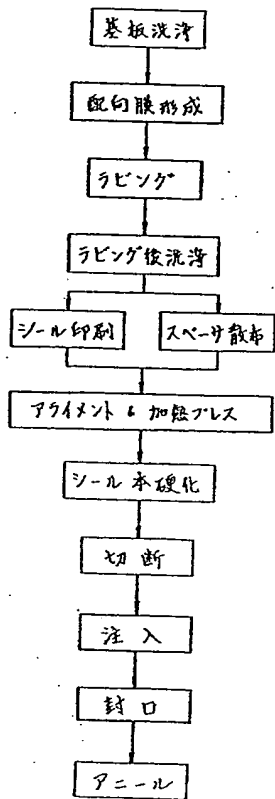 基板洗浄
配向膜形成
ラビング
ラビング後洗浄
シール印刷
スペーサ散布
アライメント & 加熱プレス
シール本硬化
切断
注入
封口
アニール